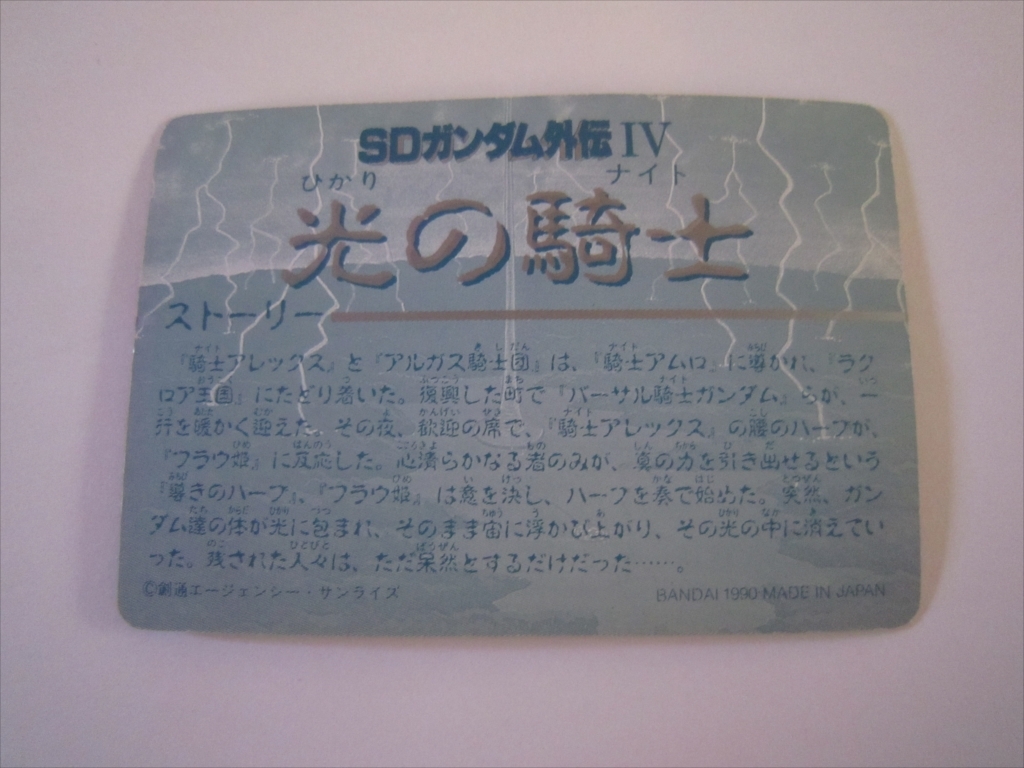 SDガンダム外伝 IV
ひかり ナイト
光の騎士
ストーリー
『騎士アレックス』と『アルガス騎士団』は、『騎士アムロ』に導かれ、『ラク
ロア王国』にたどり着いた。復興した町で『バーサル騎士ガンダム』らが、一
行を暖かく迎えた。その夜、歓迎の席で、『騎士アレックス』の腰のハープが、
『フラウ姫』に反応した。心清らかなる者のみが、真の力を引き出せるという
『導きのハープ』、『フラウ姫』は意を決し、ハープを奏で始めた。突然、ガン
ダム達の体が光に包まれ、そのまま宙に浮かび上がり、その光の中に消えてい
った。残された人々は、ただ呆然とするだけだった……。
©創通エージェンシー・サンライズ
BANDAI 1990 MADE IN JAPAN